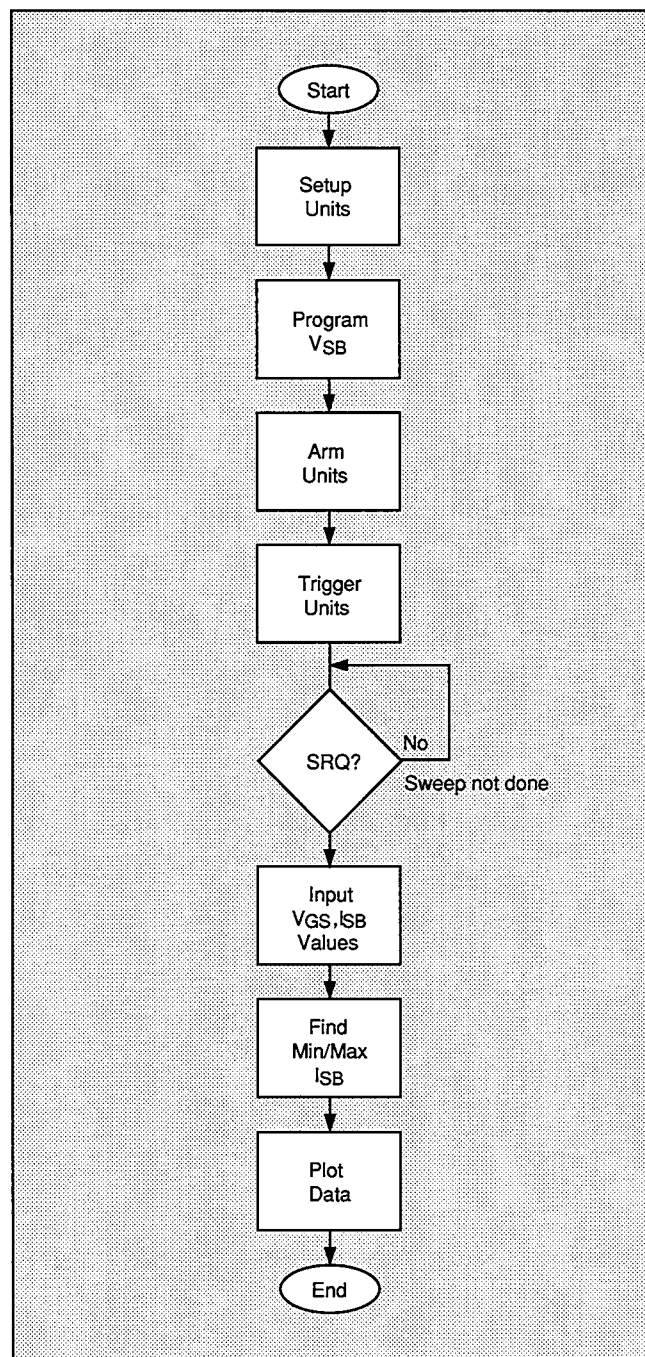 Start
Setup
Units
Program
VSB
Arm
Units
Trigger
Units
No
SRQ?
Sweep not done
Input
VGS,ISB
Values
Find
Min/Max
ISB
Plot
Data
End